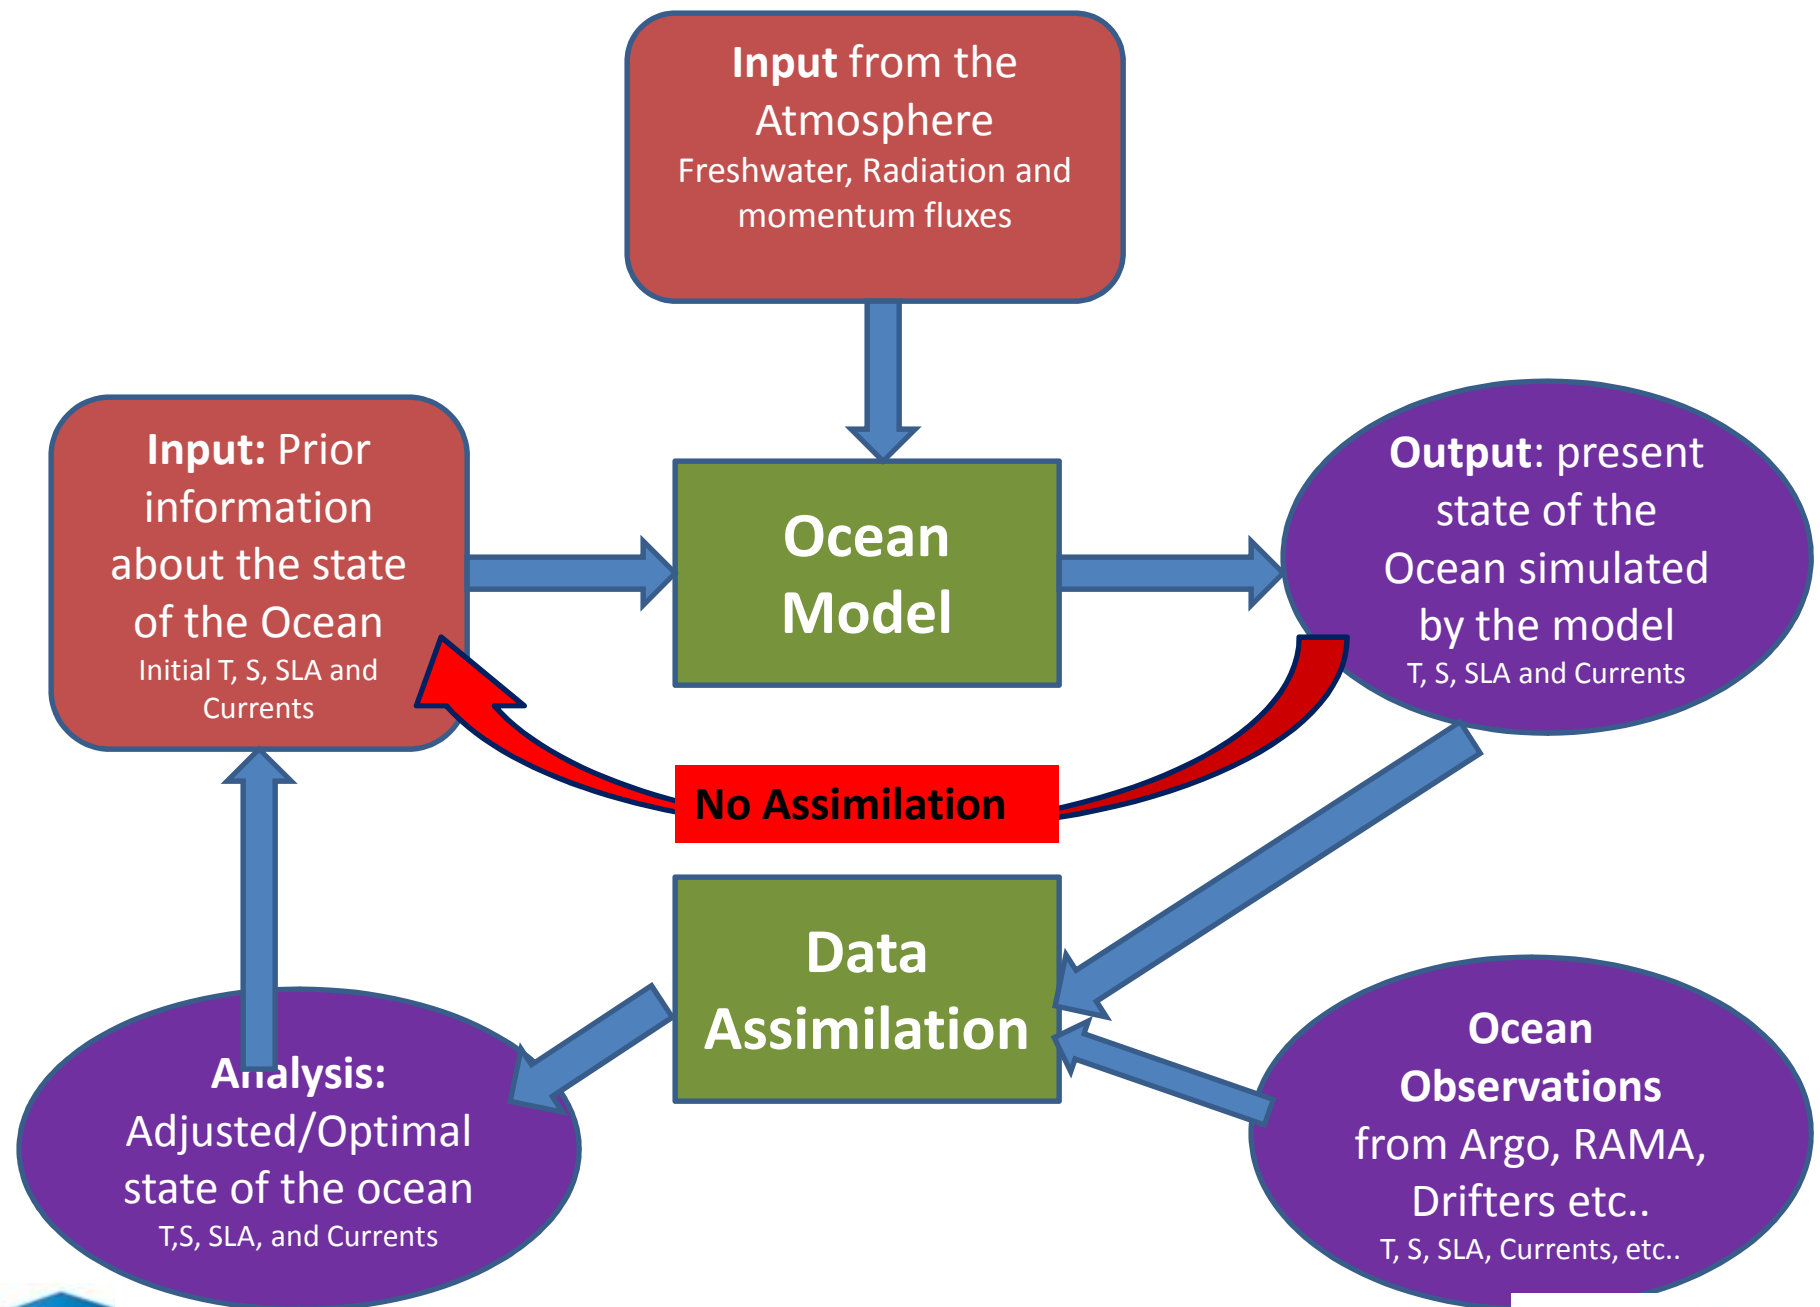 Input from the
Atmosphere
Freshwater, Radiation and
momentum fluxes
Input: Prior
information
about the state
of the Ocean
Initial T, S, SLA and
Currents
Ocean
Model
Output: present
state of the
Ocean simulated
by the model
T, S, SLA and Currents
No Assimilation
Data
Assimilation
Analysis:
Adjusted/Optimal
state of the ocean
T,S, SLA, and Currents
Ocean
Observations
from Argo, RAMA,
Drifters etc..
T, S, SLA, Currents, etc..